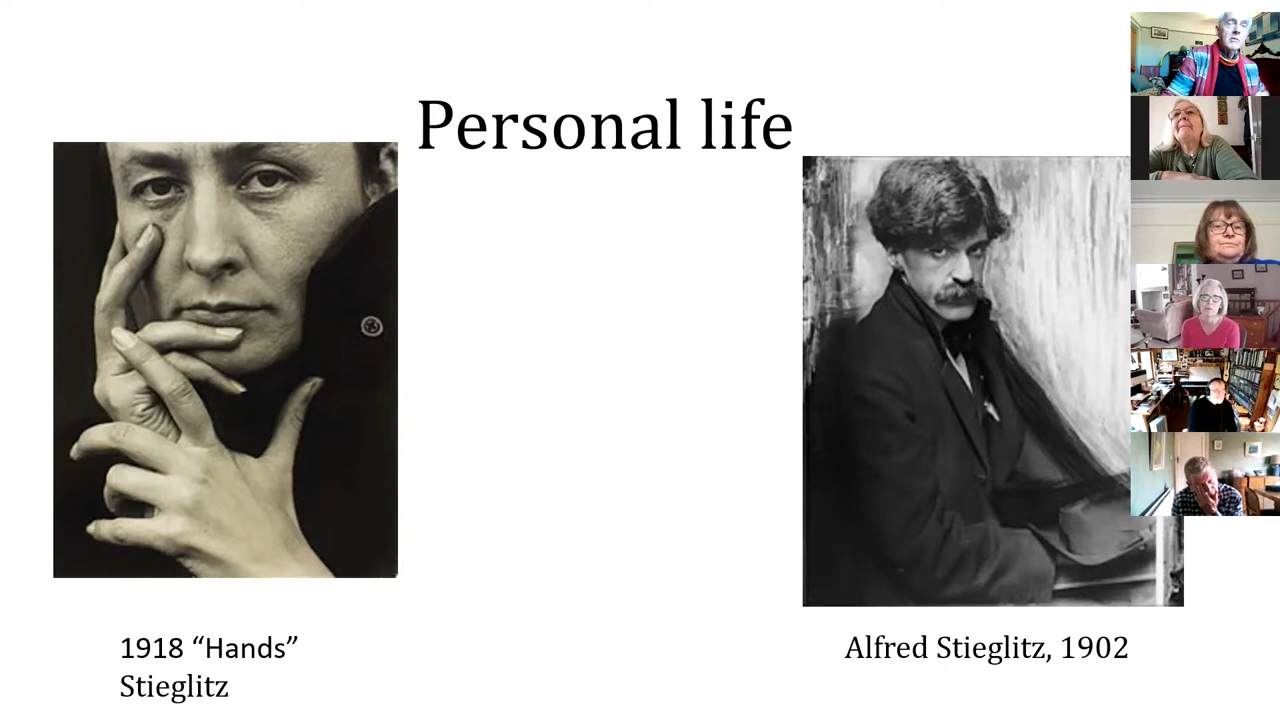 Personal life
1918 “Hands”
Stieglitz
Alfred Stieglitz, 1902